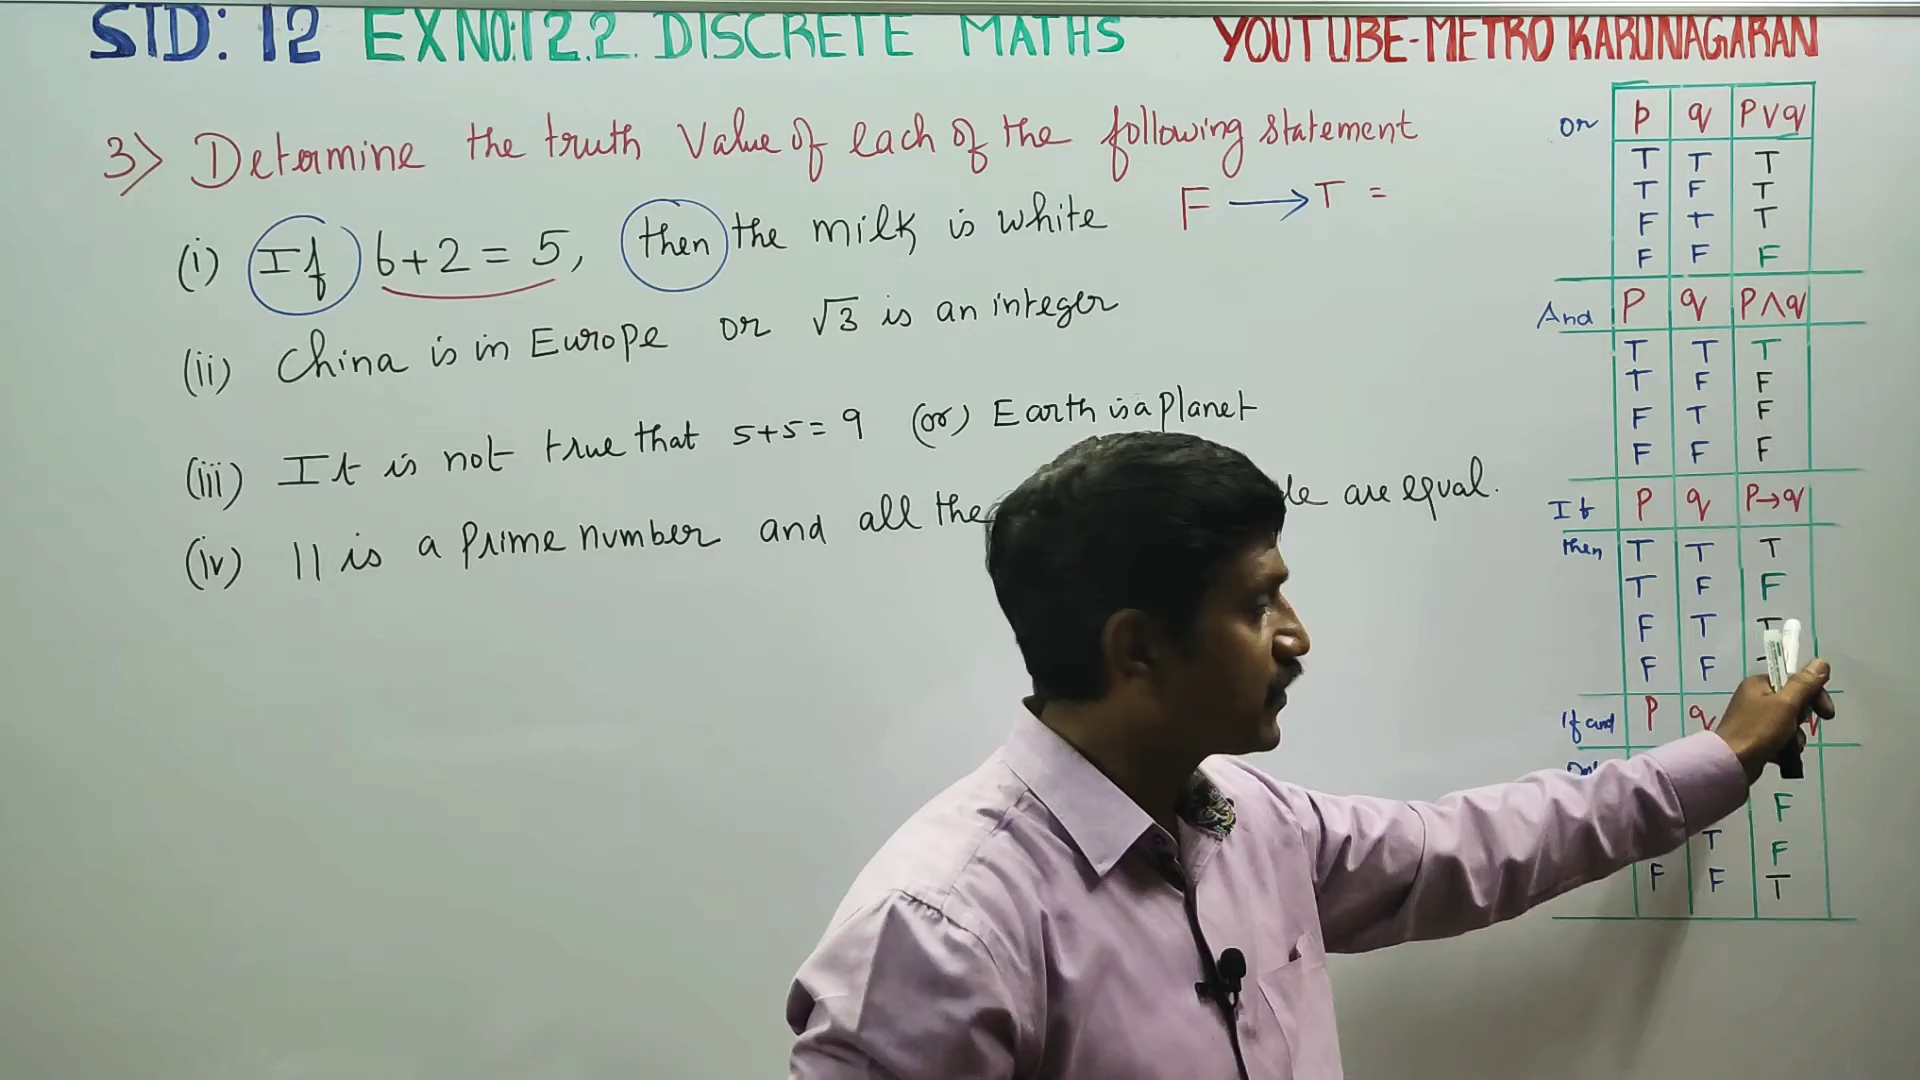 STD: 12 EX NO:12.2. DISCRETE MATHS YOUTUBE-METRO KARUNAGARAN
3) Determine the truth Value of each of the following statement
(i) If 6+2 = 5, then the milk is white F → T =
(ii) China is in Europe or √3 is an integer
(iii) It is not true that 5+5 = 9 (or) Earth is a planet
(iv) 11 is a prime number and all the are equal.
or p q p∨q
T T T
T F T
F T T
F F F
And p q p∧q
T T T
T F F
F T F
F F F
If then p q p→q
T T T
T F F
F T T
F F
If and p q
F
T F
F F T